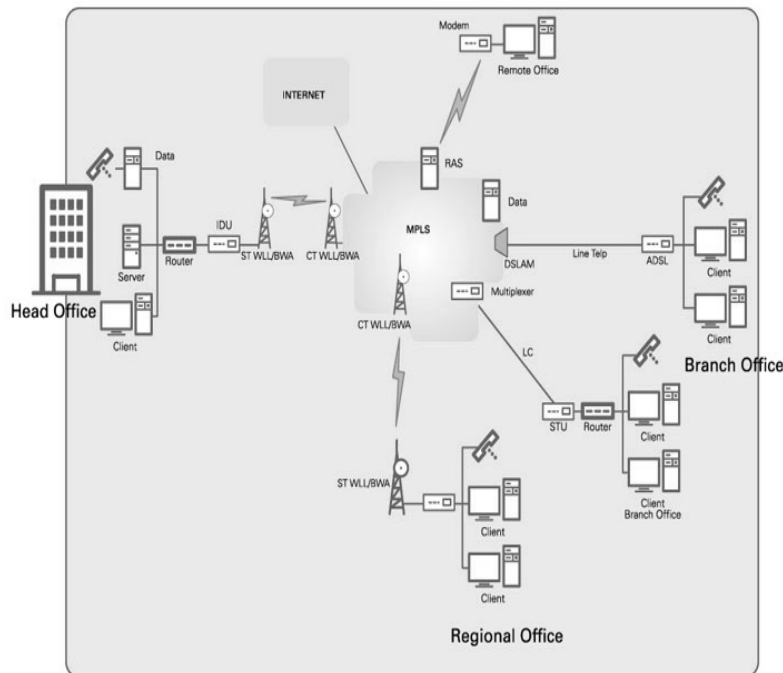 Modem
Remote Office
INTERNET
RAS
Data
IDU
MPLS
Data
Server
Router
ST WLL/BWA
CT WLL/BWA
DSLAM
Line Telp
ADSL
Client
Head Office
Client
Multiplexer
CT WLL/BWA
Client
Branch Office
LC
STU
Router
Client
ST WLL/BWA
Client
Branch Office
Client
Client
Regional Office